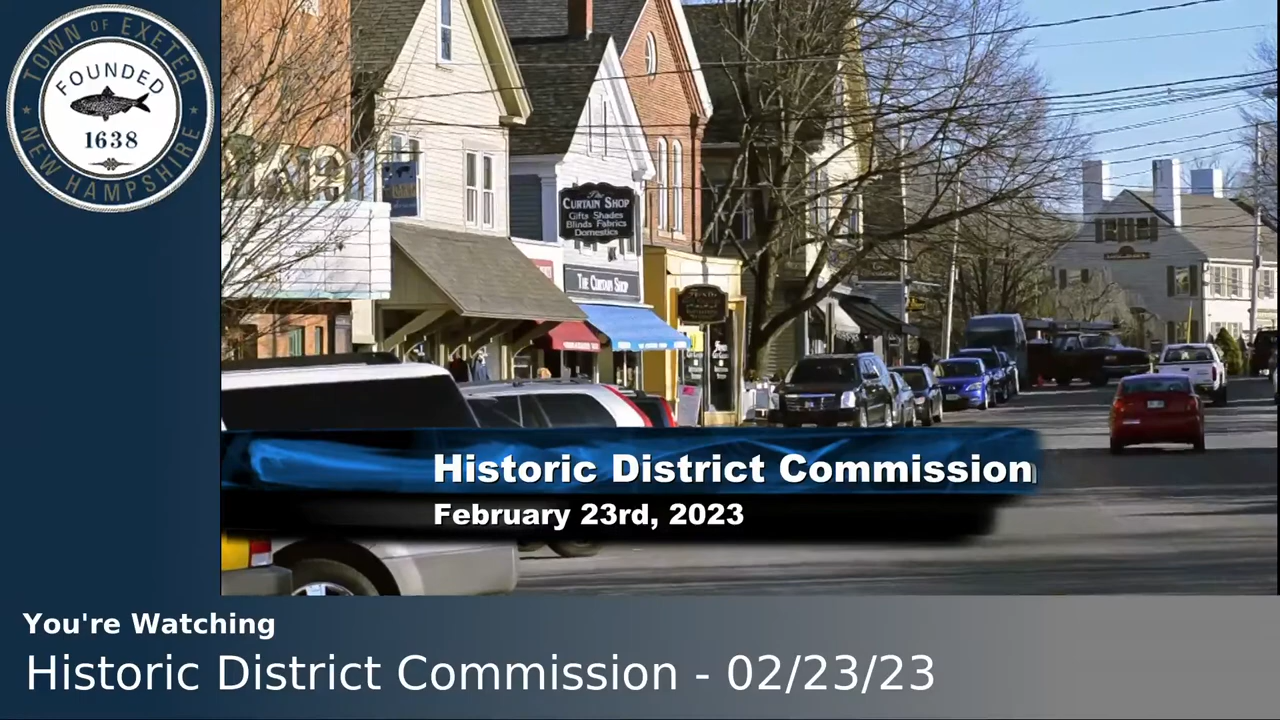 TOWN OF EXETER
NEW HAMPSHIRE
FOUNDED
1638
The
CURTAIN SHOP
Gifts Shades
Blinds Fabrics
Domestics
THE CURTAIN SHOP
Historic District Commission
February 23rd, 2023
You're Watching
Historic District Commission - 02/23/23